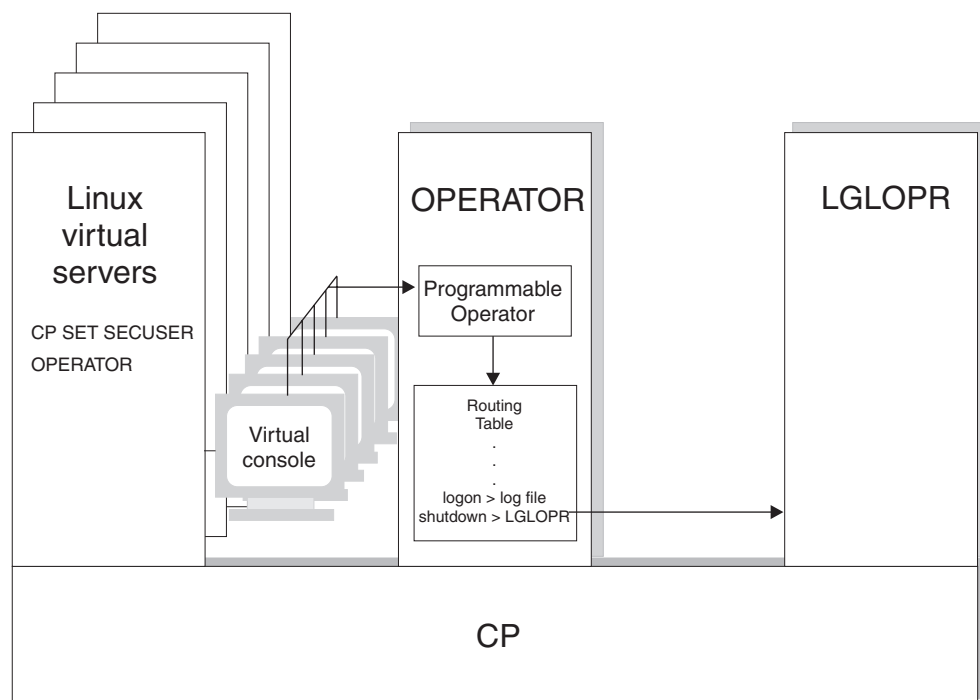 Linux
virtual
servers
CP SET SECUSER
OPERATOR
Virtual
console
OPERATOR
Programmable
Operator
Routing
Table
.
.
.
logon > log file
shutdown > LGLOPR
LGLOPR
CP